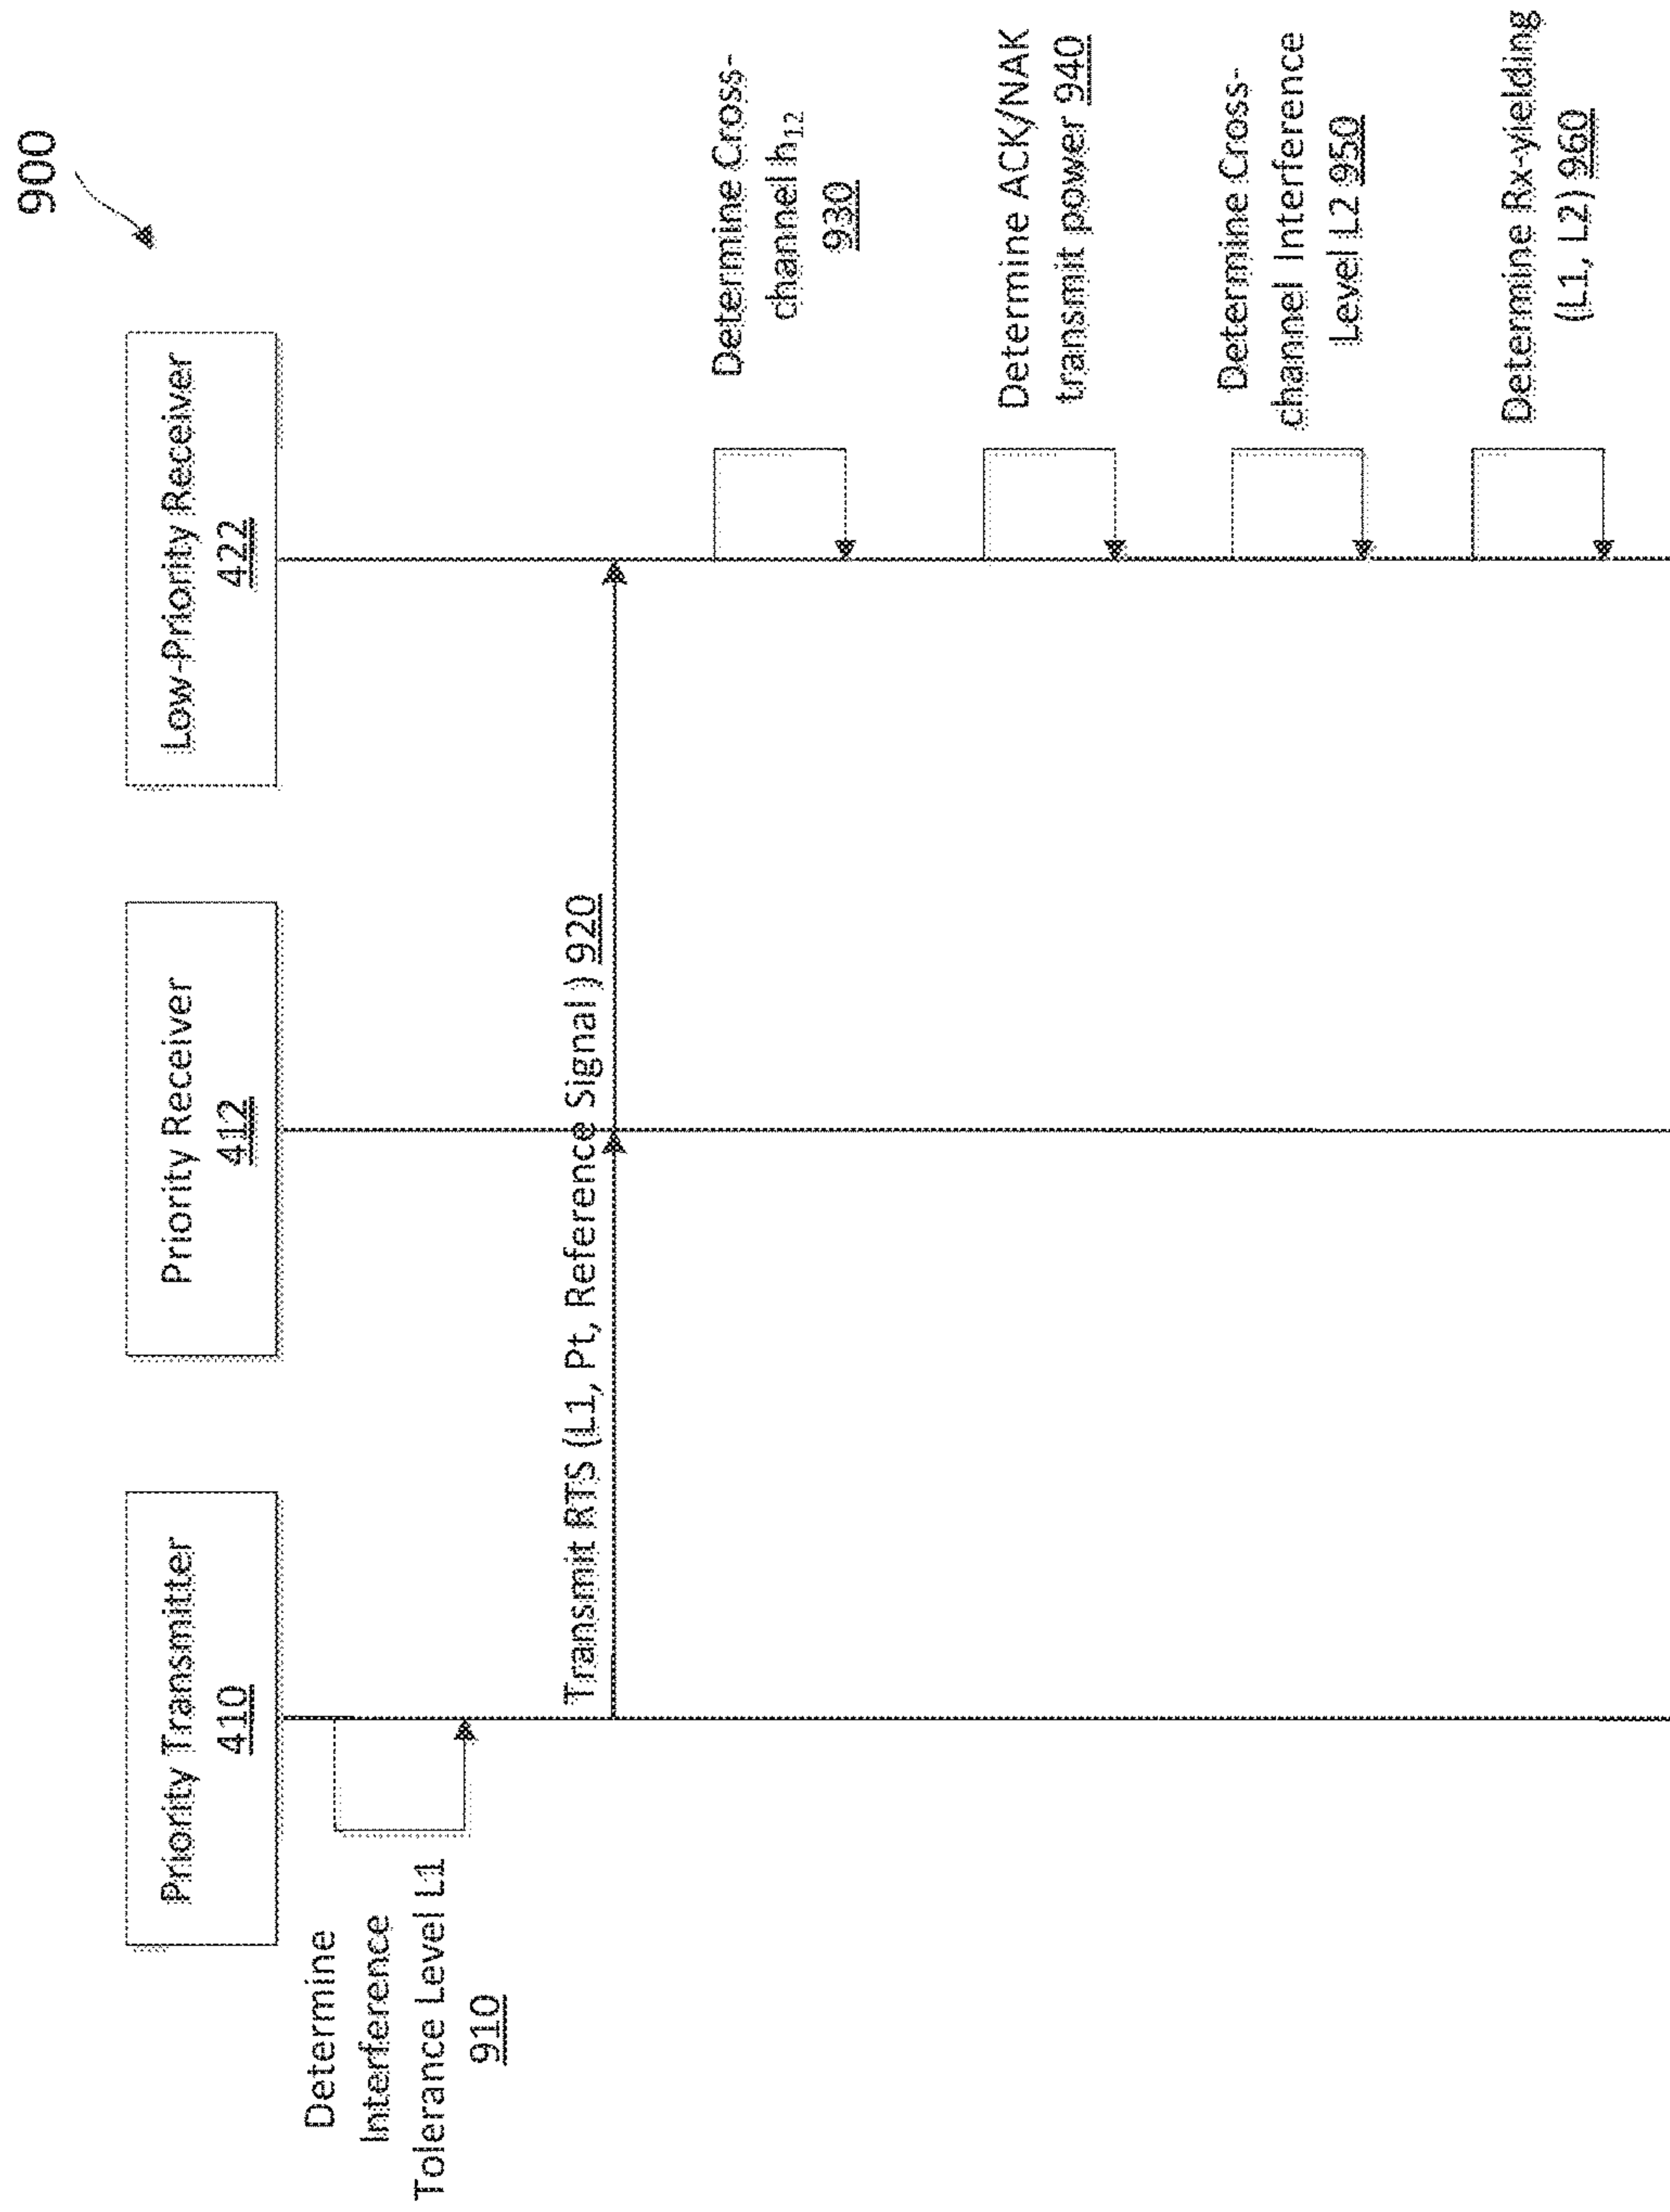 900
Priority Transmitter
410
Priority Receiver
412
Low-Priority Receiver
422
Determine
Interference
Tolerance Level L1
910
Transmit RTS (L1, Pt, Reference Signal) 920
Determine Cross-
channel h12
930
Determine ACK/NAK
transmit power 940
Determine Cross-
channel Interference
Level L2 950
Determine Rx-yielding
(L1, L2) 960